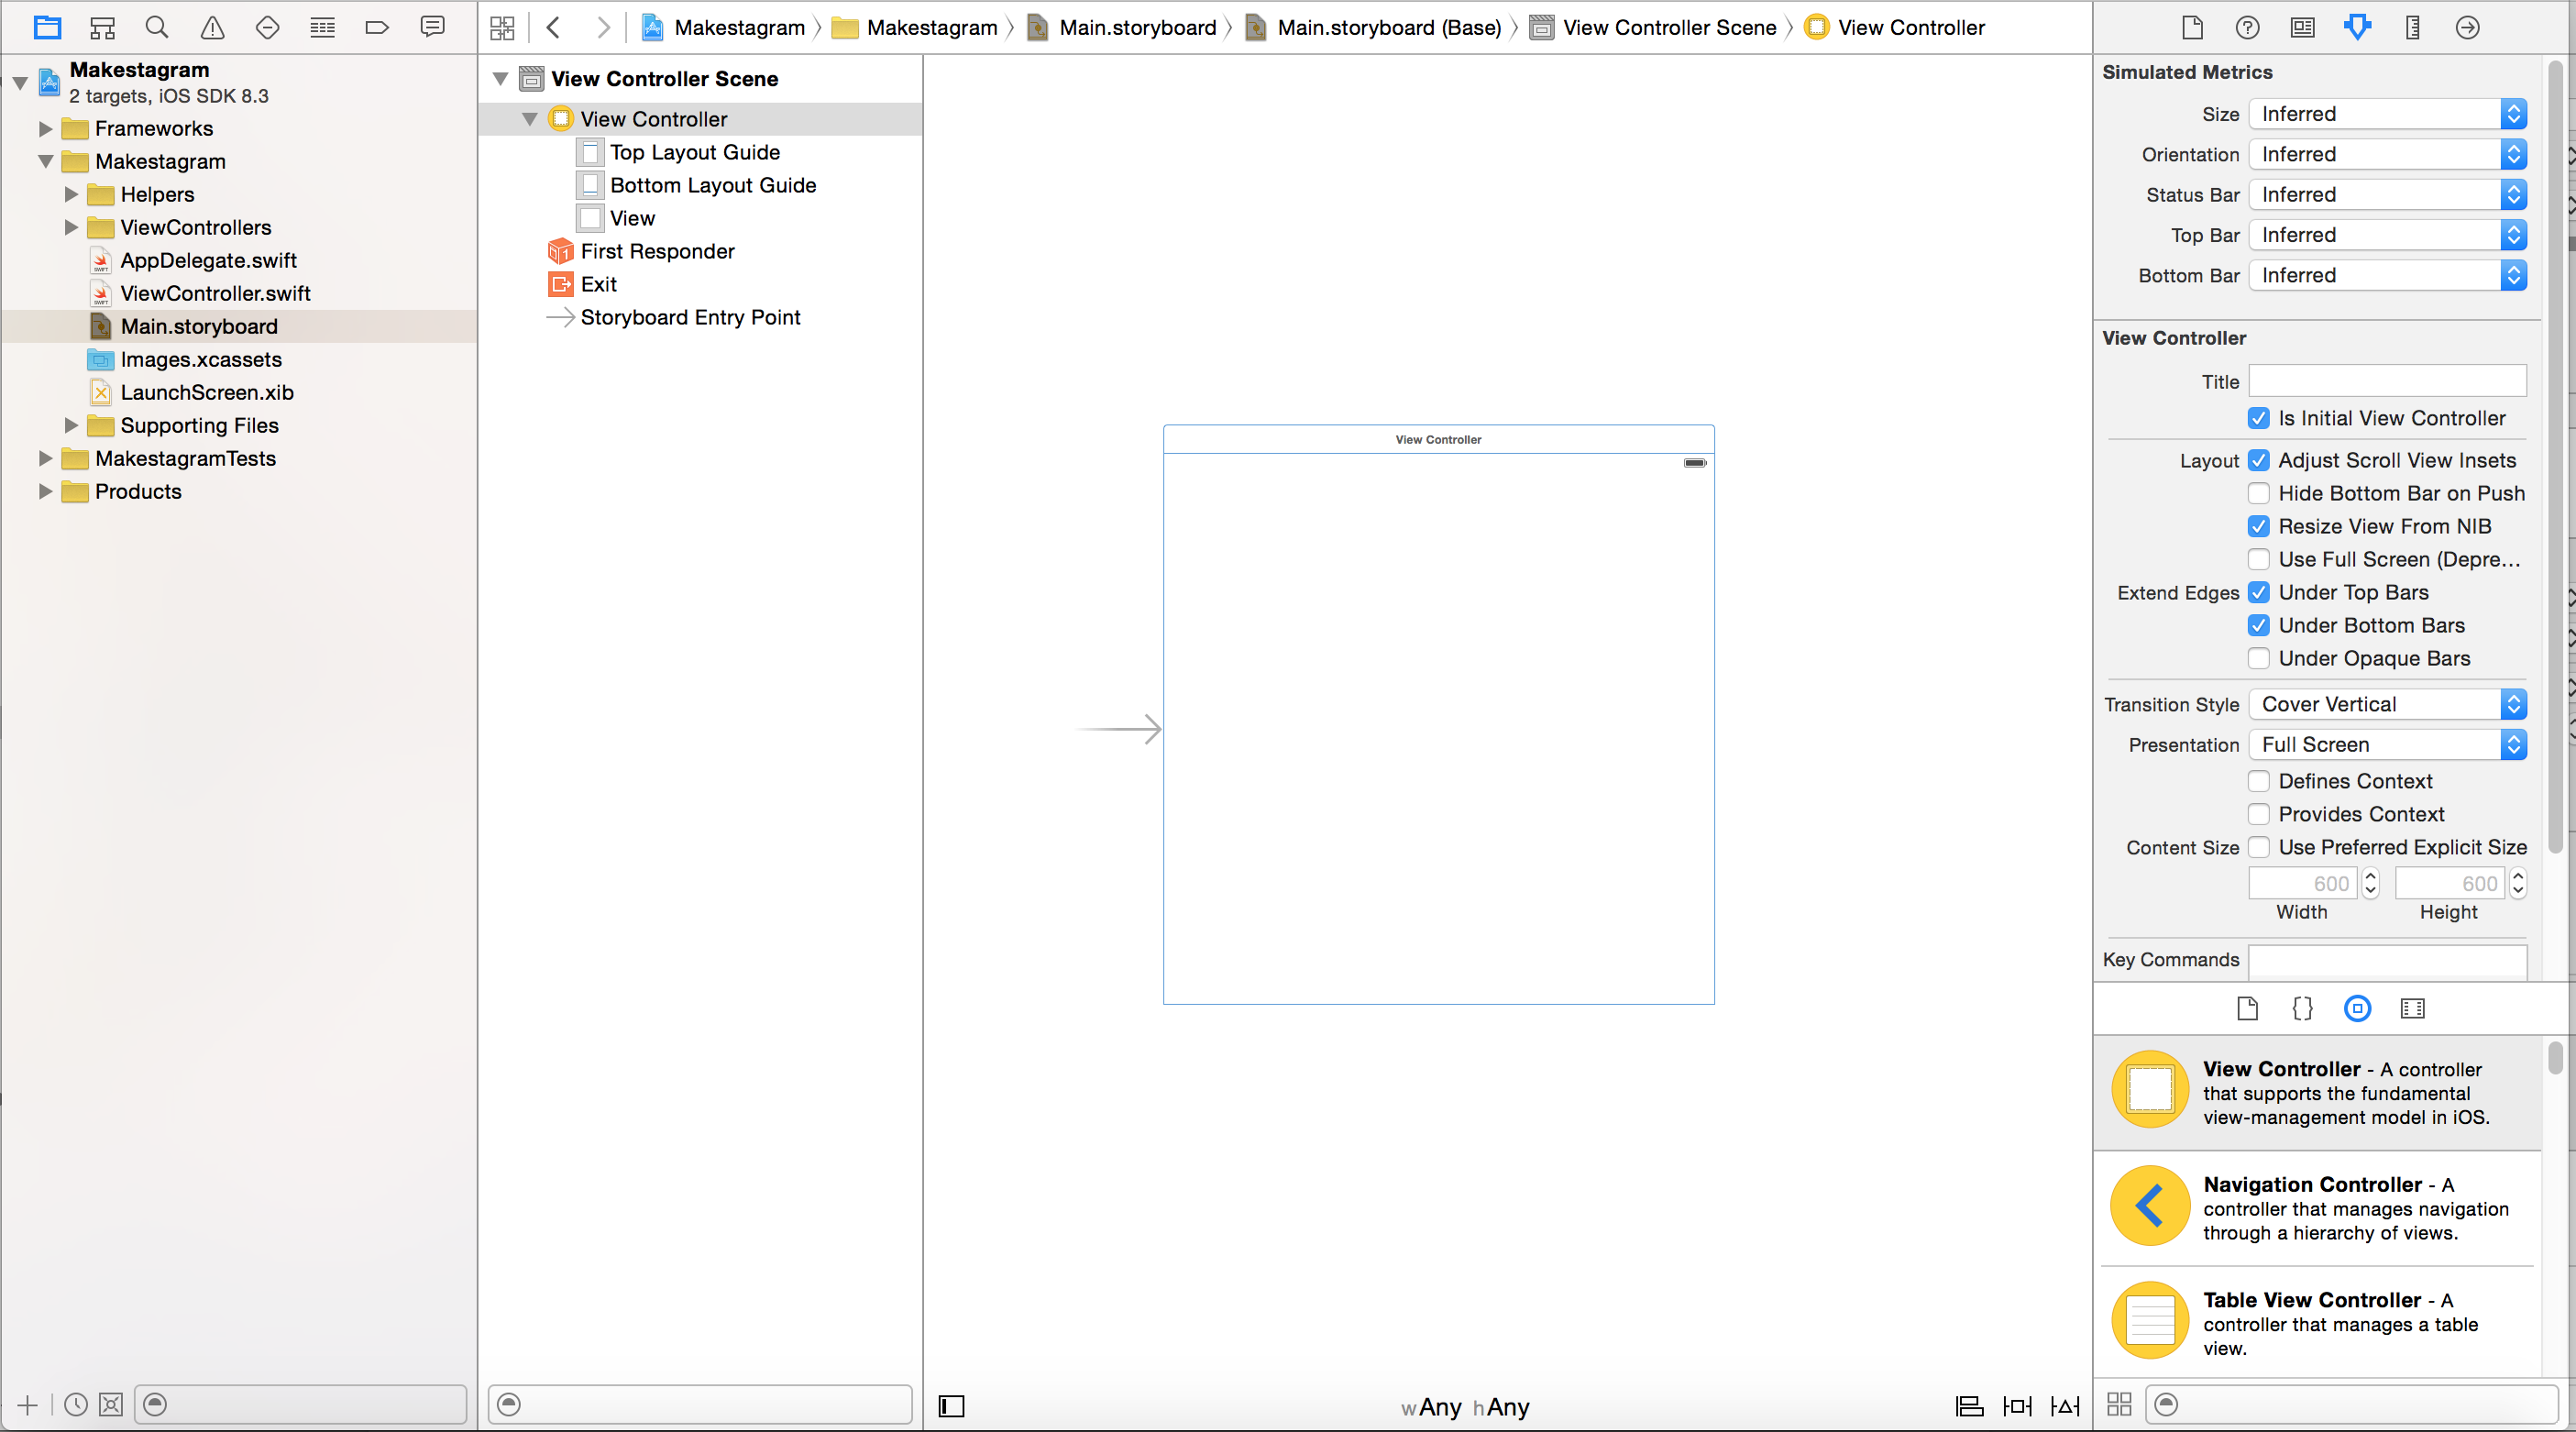 Makestagram
Makestagram
Main.storyboard
Main.storyboard (Base)
View Controller Scene
View Controller
Makestagram
2 targets, iOS SDK 8.3
Frameworks
Makestagram
Helpers
ViewControllers
AppDelegate.swift
ViewController.swift
Main.storyboard
Images.xcassets
LaunchScreen.xib
Supporting Files
MakestagramTests
Products
View Controller Scene
View Controller
Top Layout Guide
Bottom Layout Guide
View
First Responder
Exit
Storyboard Entry Point
View Controller
wAny hAny
Simulated Metrics
Size Inferred
Orientation Inferred
Status Bar Inferred
Top Bar Inferred
Bottom Bar Inferred
View Controller
Title
Is Initial View Controller
Layout Adjust Scroll View Insets
Hide Bottom Bar on Push
Resize View From NIB
Use Full Screen (Depre...
Extend Edges Under Top Bars
Under Bottom Bars
Under Opaque Bars
Transition Style Cover Vertical
Presentation Full Screen
Defines Context
Provides Context
Content Size Use Preferred Explicit Size
600 600
Width Height
Key Commands
View Controller - A controller
that supports the fundamental
view-management model in iOS.
Navigation Controller - A
controller that manages navigation
through a hierarchy of views.
Table View Controller - A
controller that manages a table
view.